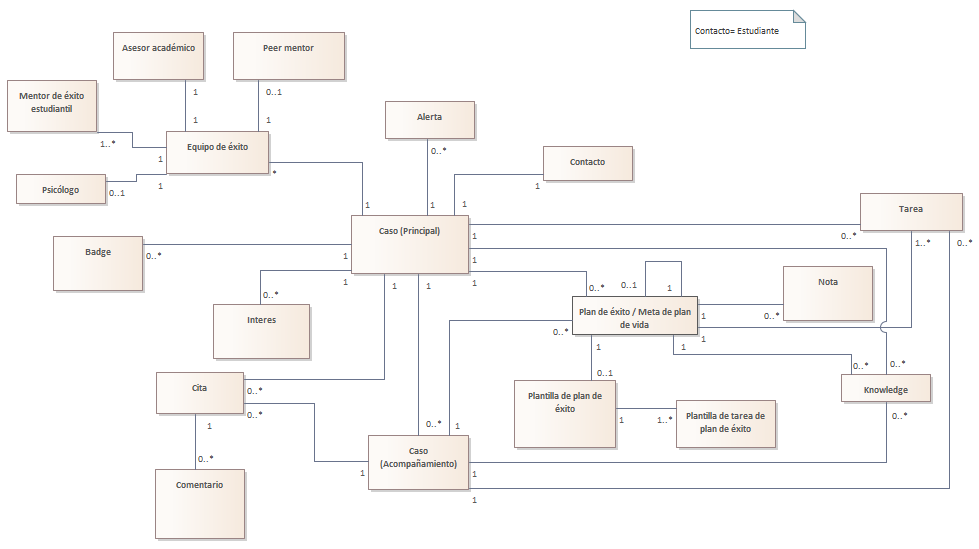 Contacto= Estudiante
Asesor académico
Peer mentor
1
0..1
Mentor de éxito
estudiantil
1
1
Alerta
1..*
Equipo de éxito
0..*
1
Contacto
*
1
Psicólogo
0..1
1
1
1
1
Tarea
Caso (Principal)
1
0..*
1..*
0..*
Badge
0..*
1
1
1
1
1
1
0..*
Interes
0..*
0..1
1
Nota
Plan de éxito / Meta de plan
de vida
1
0..*
0..*
1
1
0..1
1
0..*
0..*
Cita
0..*
0..*
Plantilla de plan de
éxito
Knowledge
1
1..*
Plantilla de tarea de
plan de éxito
0..*
1
0..*
1
0..*
Caso
(Acompañamiento)
1
1
1
Comentario